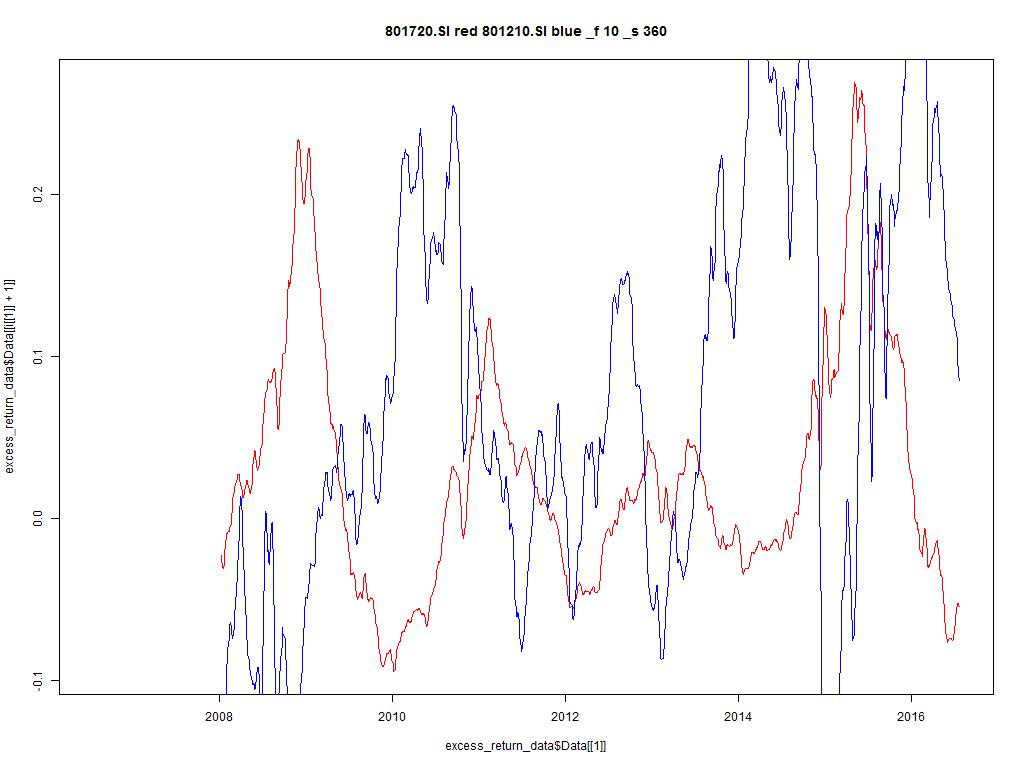 801720.SI red 801210.SI blue _f 10 _s 360
excess_return_data$Data[[i[[1]] + 1]]
0.2
0.1
0.0
-0.1
2008 2010 2012 2014 2016
excess_return_data$Data[[1]]